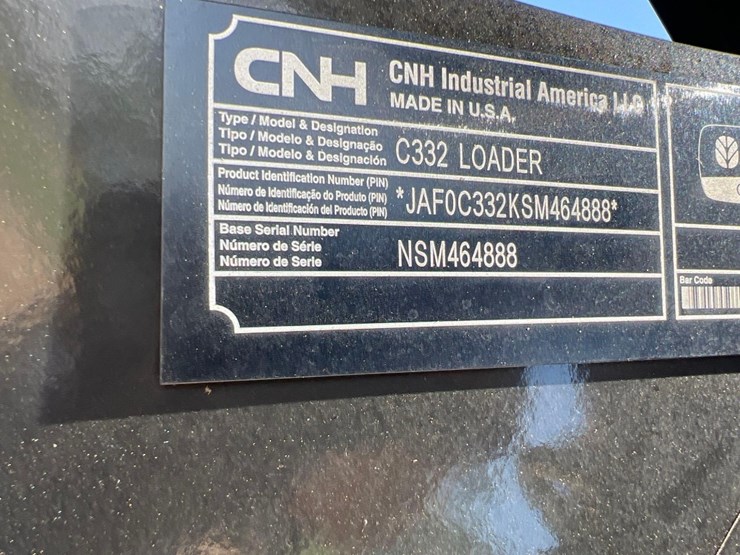 CNH
CNH Industrial America LLC
MADE IN U.S.A.
Type / Model & Designation
Tipo / Modelo & Designação
Tipo / Modelo & Designación
C332 LOADER
Product Identification Number (PIN)
Número de Identificação do Produto (PIN)
Número de Identificación del Producto (PIN)
*JAF0C332KSM464888*
Base Serial Number
Número de Série
Número de Serie
NSM464888
Bar Code